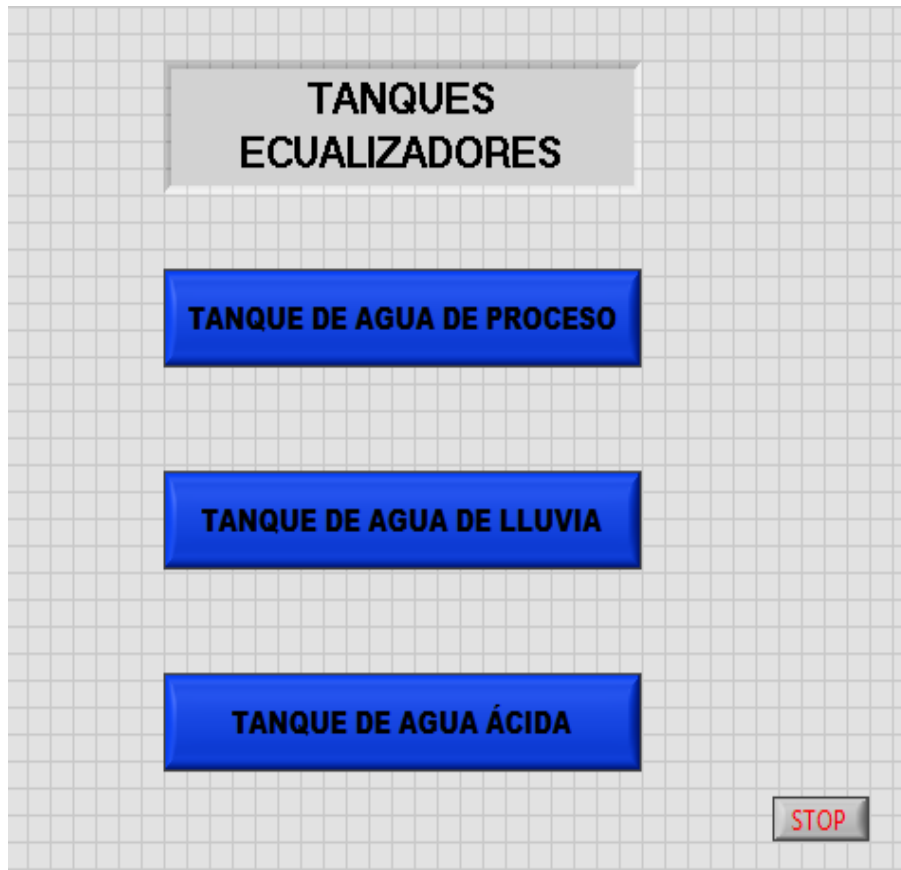 TANQUES
ECUALIZADORES
TANQUE DE AGUA DE PROCESO
TANQUE DE AGUA DE LLUVIA
TANQUE DE AGUA ÁCIDA
STOP